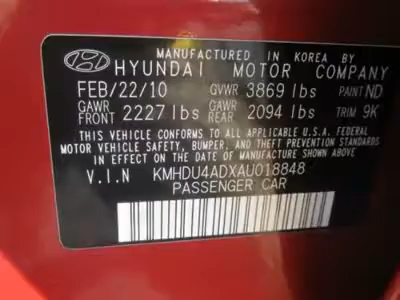 MANUFACTURED IN KOREA BY
HYUNDAI MOTOR COMPANY
FEB/22/10 GVWR 3869 lbs PAINT ND
GAWR FRONT 2227 lbs GAWR REAR 2094 lbs TRIM 9K
THIS VEHICLE CONFORMS TO ALL APPLICABLE U.S.A. FEDERAL
MOTOR VEHICLE SAFETY, BUMPER, AND THEFT PREVENTION
STANDARDS IN EFFECT ON THE DATE OF MANUFACTURE SHOWN ABOVE.
V.I.N KMHDU4ADXAU018848
PASSENGER CAR